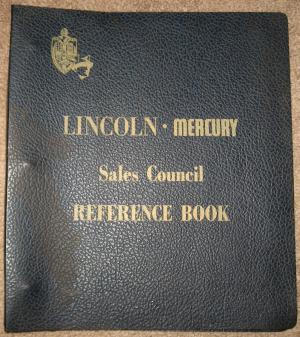 LINCOLN • MERCURY
Sales Council
REFERENCE BOOK